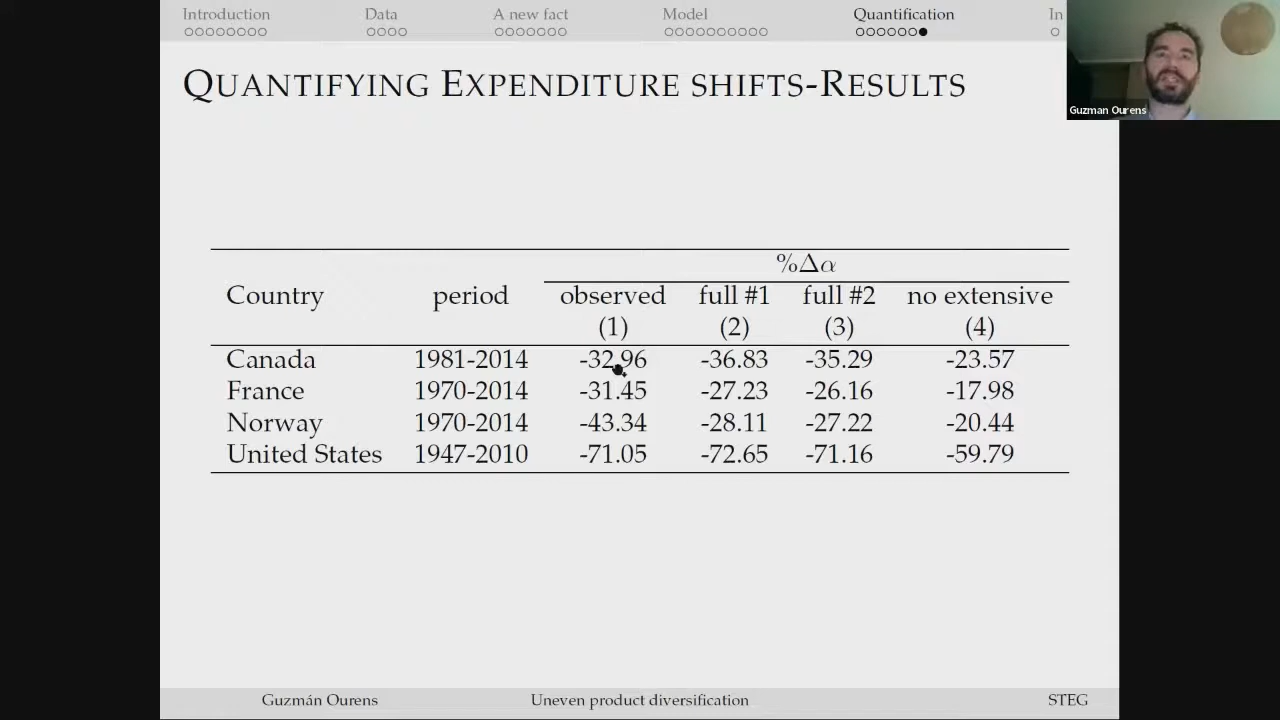 Introduction Data A new fact Model Quantification In
QUANTIFYING EXPENDITURE SHIFTS-RESULTS
Guzman Ourens
%Δα
Country period observed full #1 full #2 no extensive
(1) (2) (3) (4)
Canada 1981-2014 -32.96 -36.83 -35.29 -23.57
France 1970-2014 -31.45 -27.23 -26.16 -17.98
Norway 1970-2014 -43.34 -28.11 -27.22 -20.44
United States 1947-2010 -71.05 -72.65 -71.16 -59.79
Guzmán Ourens Uneven product diversification STEG